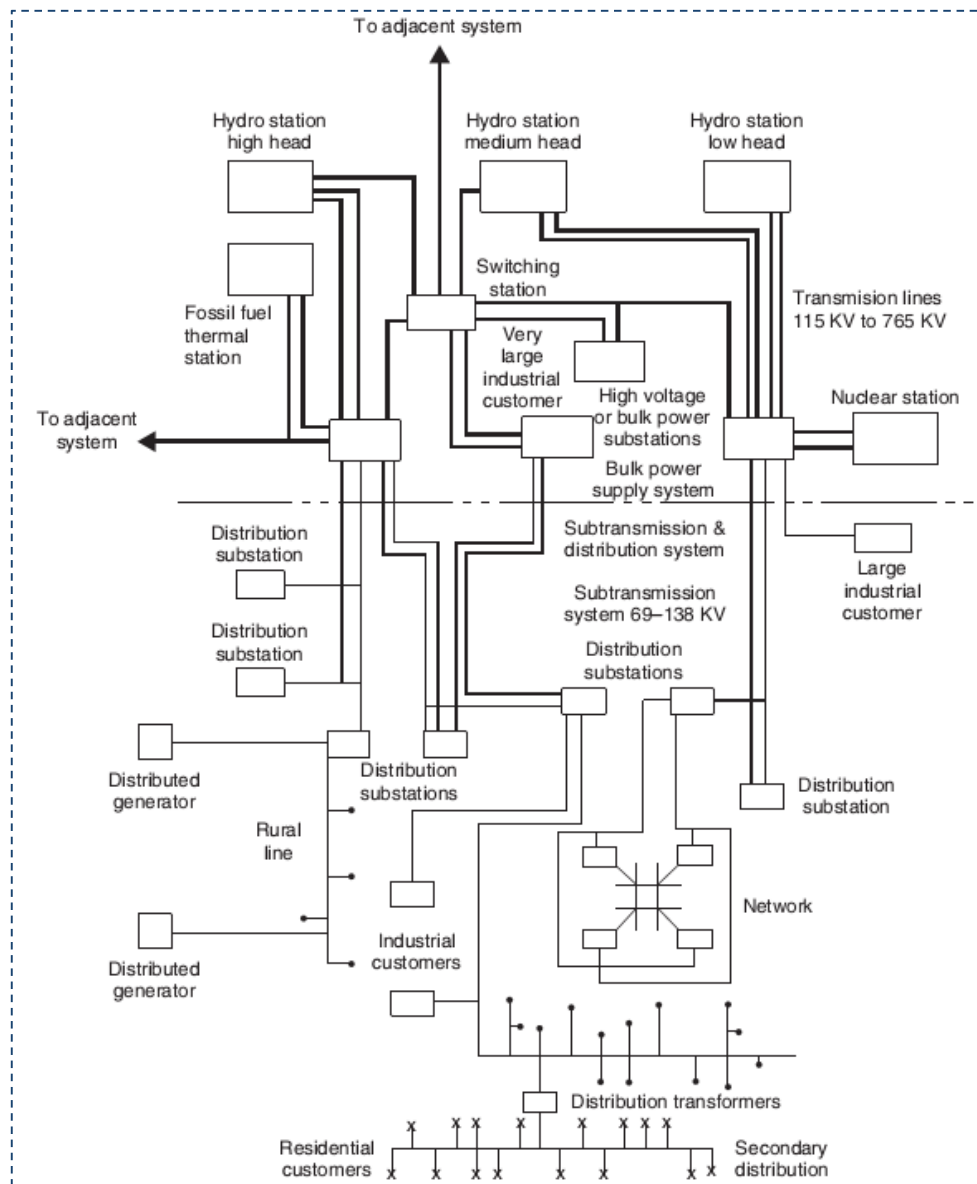 To adjacent system
Hydro station
high head
Hydro station
medium head
Hydro station
low head
Switching
station
Fossil fuel
thermal
station
Transmision lines
115 KV to 765 KV
Very
large
industrial
customer
High voltage
or bulk power
substations
Nuclear station
To adjacent
system
Bulk power
supply system
Distribution
substation
Subtransmission &
distribution system
Large
industrial
customer
Subtransmission
system 69–138 KV
Distribution
substation
Distribution
substations
Distributed
generator
Distribution
substations
Distribution
substation
Rural
line
Network
Industrial
customers
Distributed
generator
Distribution transformers
x x x x x x x x
Residential
customers
Secondary
distribution
x x x x x x x x